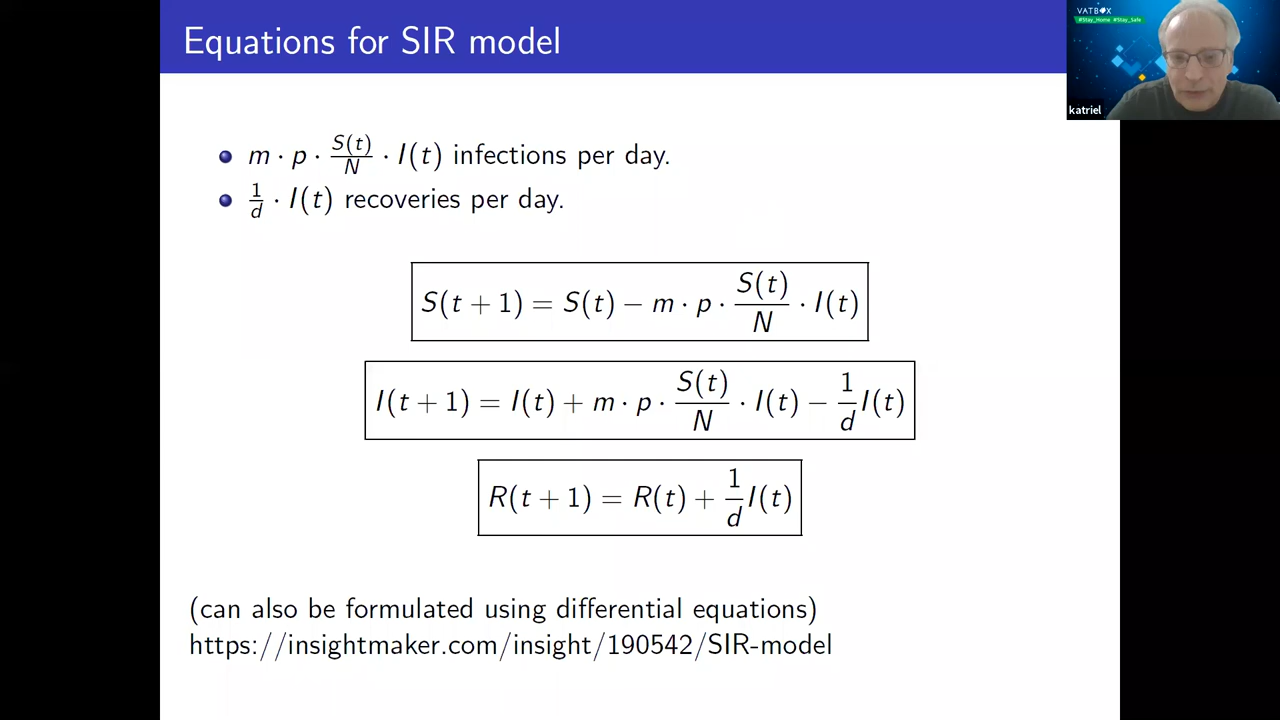 Equations for SIR model
VATBOX
#Stay_Home #Stay_Safe
katriel
m · p · S(t)/N · I(t) infections per day.
1/d · I(t) recoveries per day.
S(t + 1) = S(t) − m · p · S(t)/N · I(t)
I(t + 1) = I(t) + m · p · S(t)/N · I(t) − 1/d I(t)
R(t + 1) = R(t) + 1/d I(t)
(can also be formulated using differential equations)
https://insightmaker.com/insight/190542/SIR-model